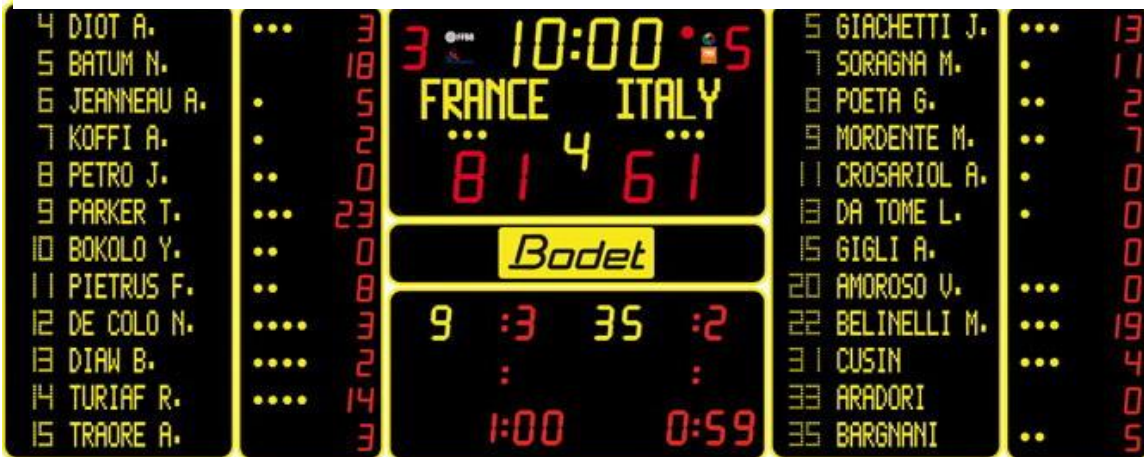 4 DIOT A. 3
5 BATUM N. 18
6 JEANNEAU A. 5
7 KOFFI A. 2
8 PETRO J. 0
9 PARKER T. 23
10 BOKOLO Y. 0
11 PIETRUS F. 8
12 DE COLO N. 3
13 DIAW B. 2
14 TURIAF R. 14
15 TRAORE A. 3
3 10:00 5
FRANCE ITALY
81 4 61
Bodet
9 :3 35 :2
: :
1:00 0:59
5 GIACHETTI J. 13
7 SORAGNA M. 11
8 POETA G. 2
9 MORDENTE M. 7
11 CROSARIOL A. 0
13 DA TOME L. 0
15 GIGLI A. 0
20 AMOROSO V. 0
22 BELINELLI M. 19
31 CUSIN 4
33 ARADORI 0
35 BARGNANI 5